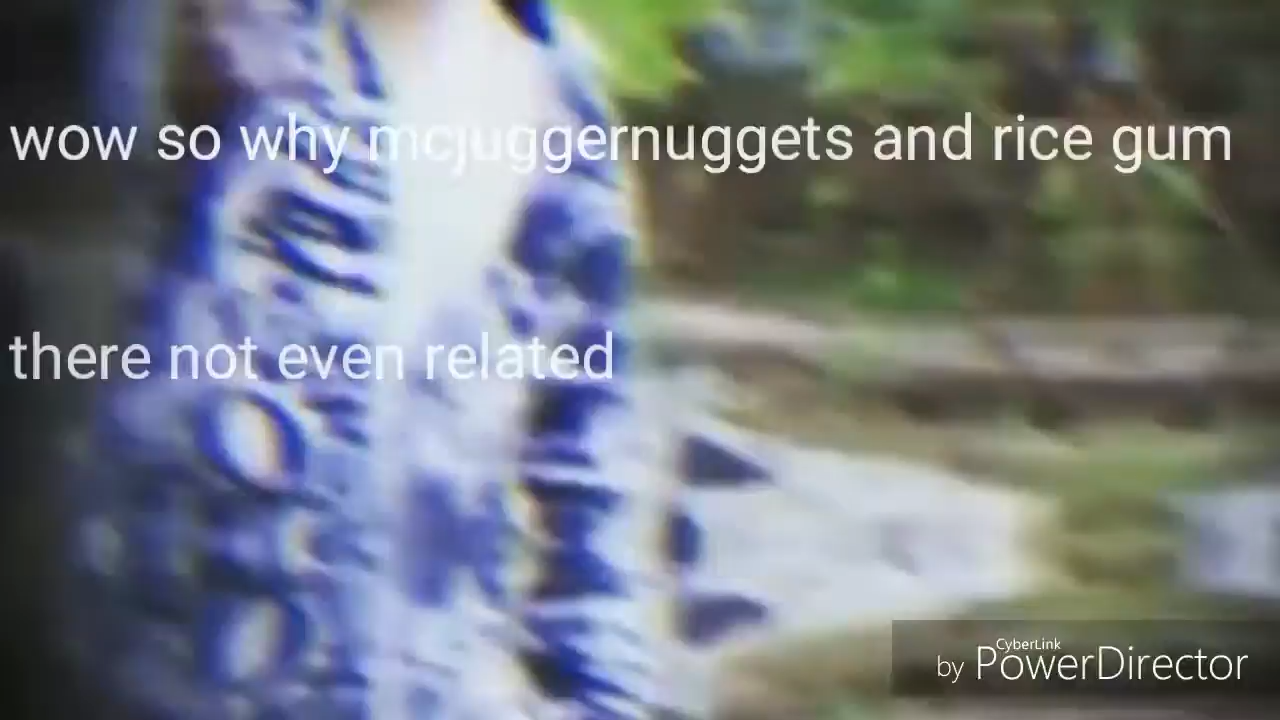 wow so why mcjuggernuggets and rice gum
there not even related
CyberLink
by PowerDirector